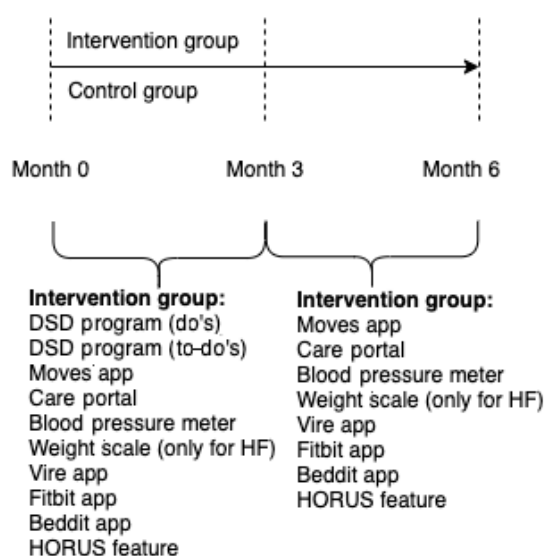 Intervention group
Control group
Month 0 Month 3 Month 6
Intervention group:
DSD program (do's)
DSD program (to-do's)
Moves app
Care portal
Blood pressure meter
Weight scale (only for HF)
Vire app
Fitbit app
Beddit app
HORUS feature
Intervention group:
Moves app
Care portal
Blood pressure meter
Weight scale (only for HF)
Vire app
Fitbit app
Beddit app
HORUS feature